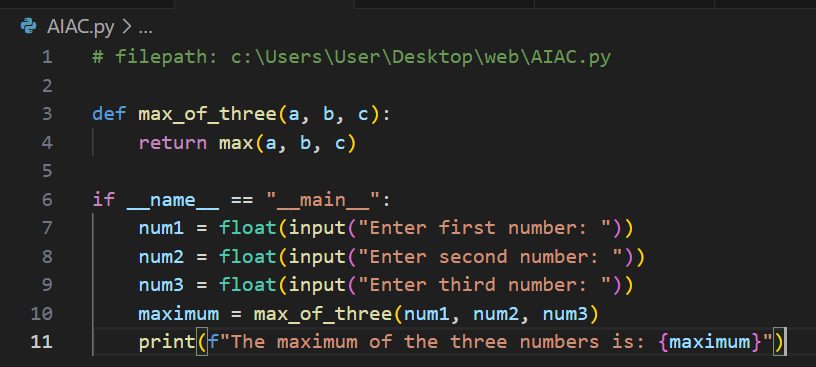 AIAC.py > ...
1 # filepath: c:\Users\User\Desktop\web\AIAC.py
2
3 def max_of_three(a, b, c):
4     return max(a, b, c)
5
6 if __name__ == "__main__":
7     num1 = float(input("Enter first number: "))
8     num2 = float(input("Enter second number: "))
9     num3 = float(input("Enter third number: "))
10     maximum = max_of_three(num1, num2, num3)
11     print(f"The maximum of the three numbers is: {maximum}")